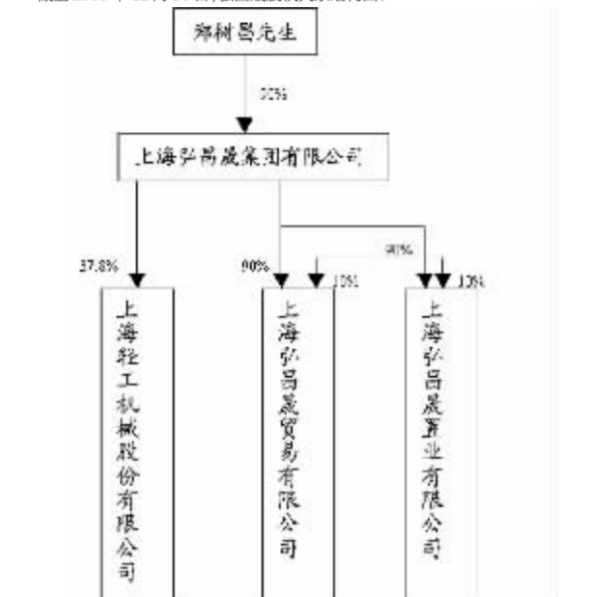 郑树昌先生
上海弘昌晟集团有限公司
37.8%
90%
90%
10%
10%
上海轻工机械股份有限公司
上海弘昌晟贸易有限公司
上海弘昌晟置业有限公司